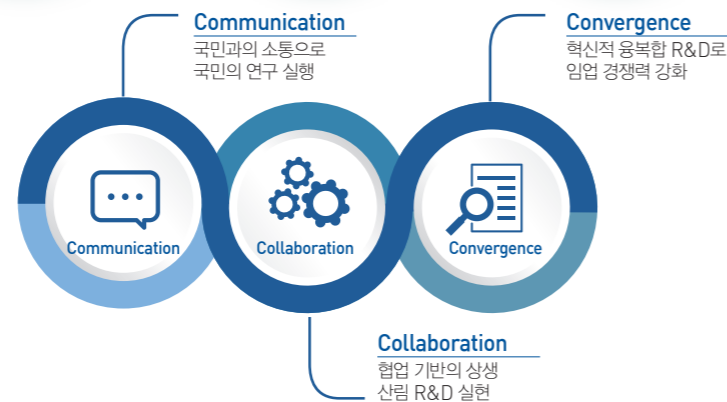 Communication
국민과의 소통으로
국민의 연구 실행
Convergence
혁신적 융복합 R&D로
임업 경쟁력 강화
Communication
Collaboration
Convergence
Collaboration
협업 기반의 상생
산림 R&D 실현